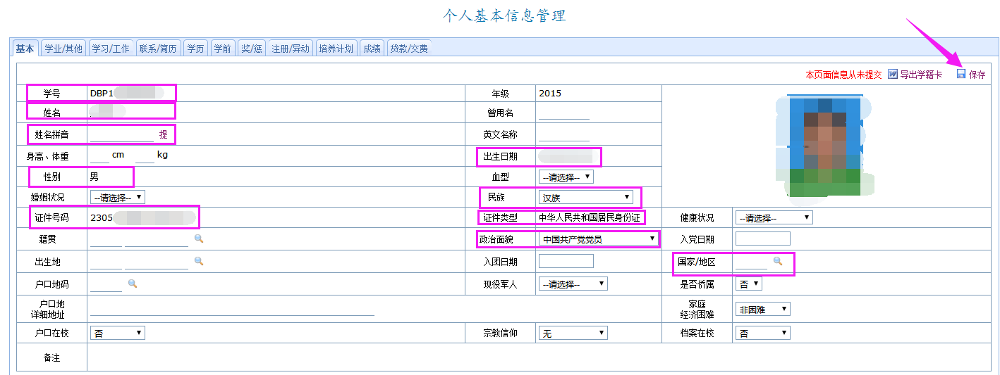 个人基本信息管理
基本 学业/其他 学习/工作 联系/简历 学历 学前 奖/惩 注册/异动 培养计划 成绩 贷款/交费
本页面信息从未提交 导出学籍卡 保存
学号 DBP1 年级 2015
姓名 曾用名
姓名拼音 提 英文名称
身高、体重 cm kg 出生日期
性别 男 血型 --请选择--
婚姻状况 --请选择-- 民族 汉族
证件号码 2305 证件类型 中华人民共和国居民身份证 健康状况 --请选择--
籍贯 政治面貌 中国共产党党员 入党日期
出生地 入团日期 国家/地区
户口地码 现役军人 --请选择-- 是否侨属 否
户口地
详细地址
家庭
经济困难 非困难
户口在校 否 宗教信仰 无 档案在校 否
备注